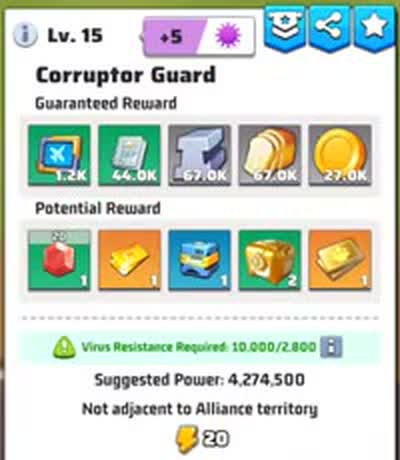 Lv. 15
+5
Corruptor Guard
Guaranteed Reward
1.2K 44.0K 67.0K 67.0K 27.0K
Potential Reward
20
1 1 1 2 1
Virus Resistance Required: 10.000/2.800
Suggested Power: 4,274,500
Not adjacent to Alliance territory
20